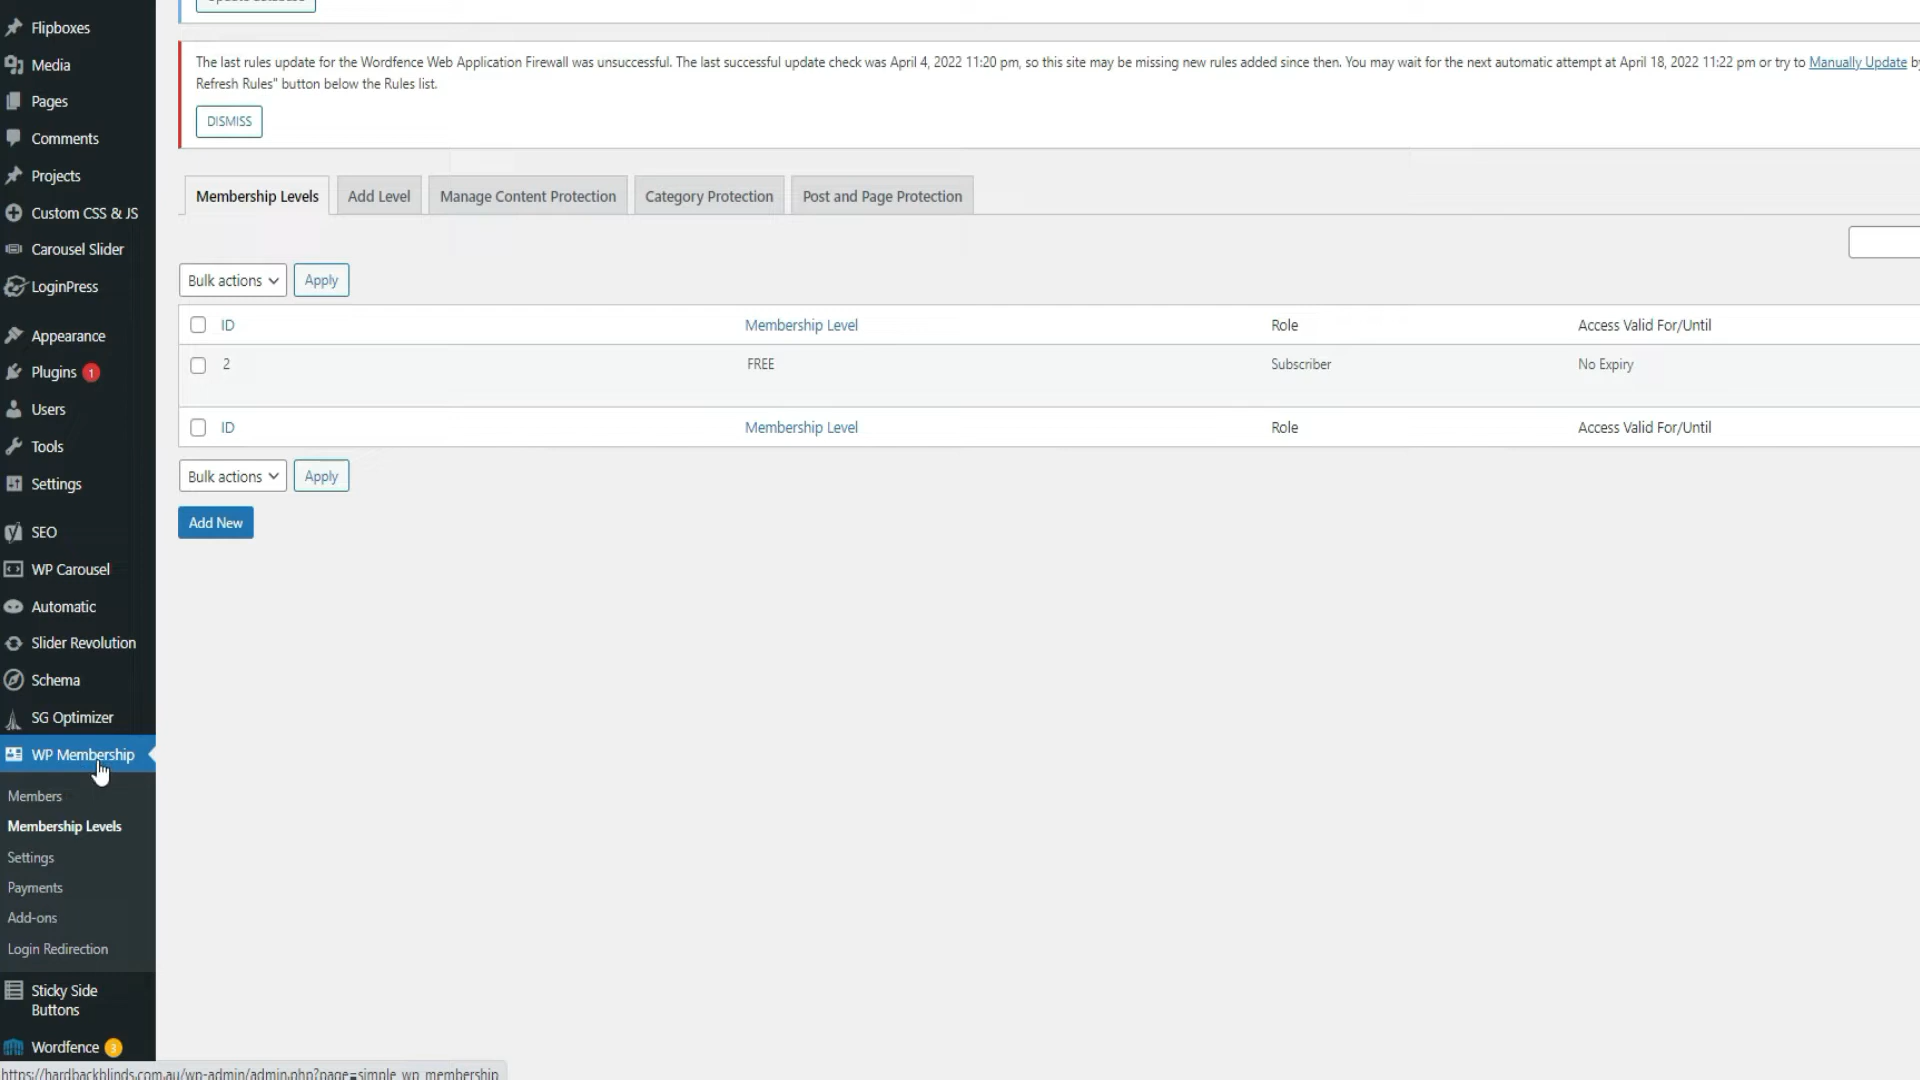 Flipboxes
Media
Pages
Comments
Projects
Custom CSS & JS
Carousel Slider
LoginPress
Appearance
Plugins 1
Users
Tools
Settings
SEO
WP Carousel
Automatic
Slider Revolution
Schema
SG Optimizer
WP Membership
Members
Membership Levels
Settings
Payments
Add-ons
Login Redirection
Sticky Side
Buttons
Wordfence 3
The last rules update for the Wordfence Web Application Firewall was unsuccessful. The last successful update check was April 4, 2022 11:20 pm, so this site may be missing new rules added since then. You may wait for the next automatic attempt at April 18, 2022 11:22 pm or try to Manually Update by
Refresh Rules" button below the Rules list.
DISMISS
Membership Levels Add Level Manage Content Protection Category Protection Post and Page Protection
Bulk actions Apply
ID Membership Level Role Access Valid For/Until
2 FREE Subscriber No Expiry
ID Membership Level Role Access Valid For/Until
Bulk actions Apply
Add New
https://hardbackblinds.com.au/wp-admin/admin.php?page=simple_wp_membership